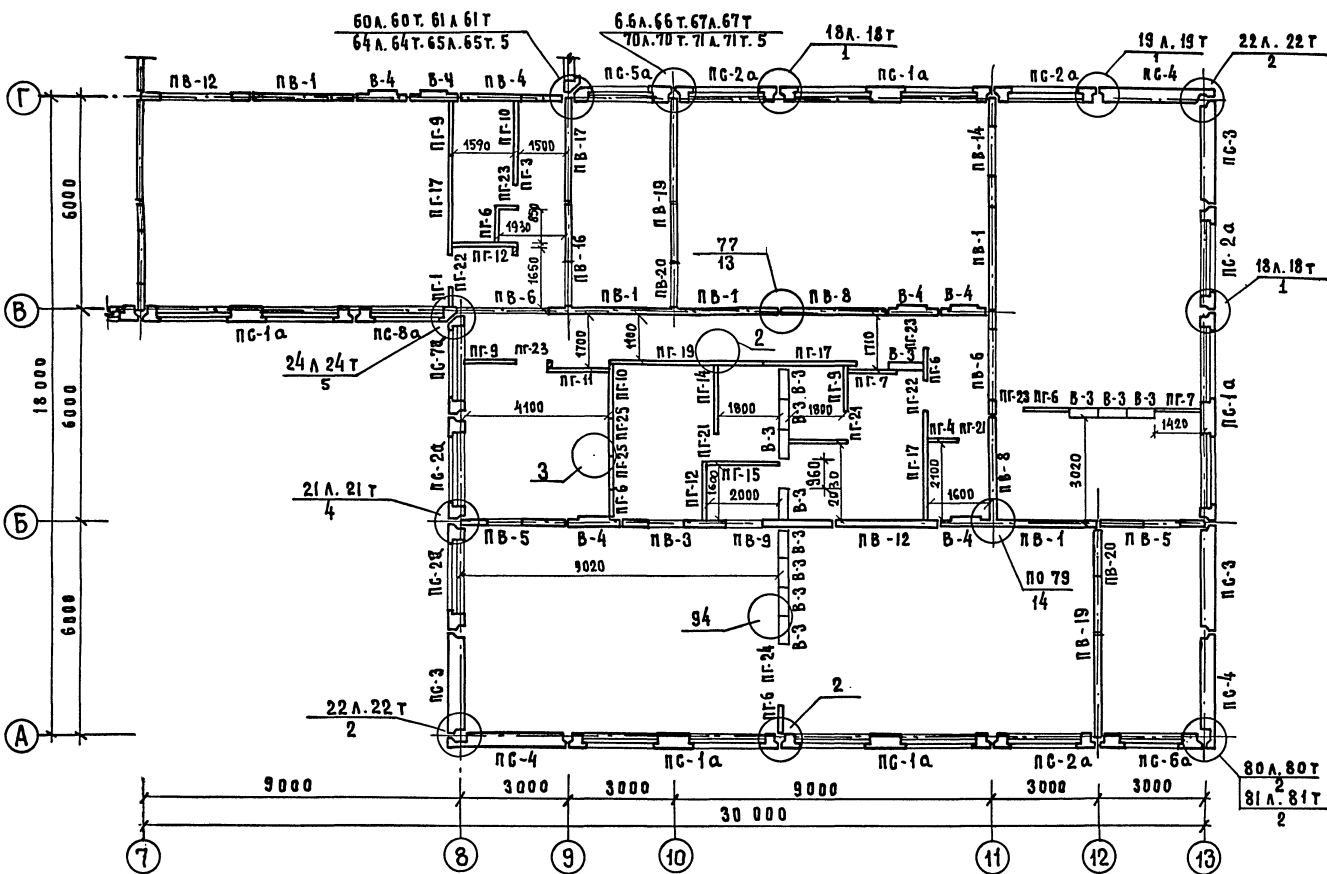 60Л. 60Т. 61Л 61Т
64Л. 64Т. 65Л. 65Т. 5
66Л. 66Т. 67Л. 67Т
70Л. 70Т. 71Л. 71Т. 5
18Л. 18Т
1
19Л. 19Т
1
22Л. 22Т
2
ПВ-12
ПВ-1
В-4
В-4
ПВ-4
ПС-5а
ПС-2а
ПС-1а
ПС-2а
ПС-4
Г
ПГ-9
ПГ-10
ПВ-17
ПВ-14
ПС-3
1590
1500
6000
ПГ-17
ПГ-23
ПГ-3
ПВ-19
ПГ-6
850
1930
ПГ-12
1650
ПВ-16
ПВ-1
ПС-2а
77
13
18Л. 18Т
1
ПГ-1
ПГ-22
ПВ-20
В
ПВ-6
ПВ-1
ПВ-1
ПВ-8
В-4
В-4
ПС-1а
ПС-8а
24Л 24Т
5
ПС-7а
ПГ-9
ПГ-23
1700
1100
2
1710
ПГ-23
ПГ-19
ПГ-17
В-3
ПГ-6
ПВ-6
ПГ-11
ПГ-10
ПГ-14
В-3
ПГ-9
ПГ-7
ПГ-22
18000
6000
4100
1800
В-3
1800
ПГ-23
ПГ-6
В-3
В-3
В-3
ПГ-7
ПС-1а
1420
ПГ-25
ПГ-21
В-3
ПГ-21
ПГ-4
ПГ-21
3
ПС-2а
ПГ-25
ПГ-12
ПГ-15
960
2030
ПГ-17
2100
3020
ПВ-8
21Л. 21Т
4
ПГ-6
1600
2000
В-3
1600
Б
ПВ-5
В-4
ПВ-3
ПВ-9
ПВ-12
В-4
ПВ-1
ПВ-5
ПС-2а
9020
В-3
В-3
В-3
В-3
ПО 79
14
ПВ-20
ПС-3
94
ПВ-19
6000
ПС-3
ПГ-24
ПГ-6
2
ПС-4
22Л. 22Т
2
А
ПС-4
ПС-1а
ПС-1а
ПС-2а
ПС-6а
80Л. 80Т
2
81Л. 81Т
2
9000
3000
3000
9000
3000
3000
30 000
7
8
9
10
11
12
13